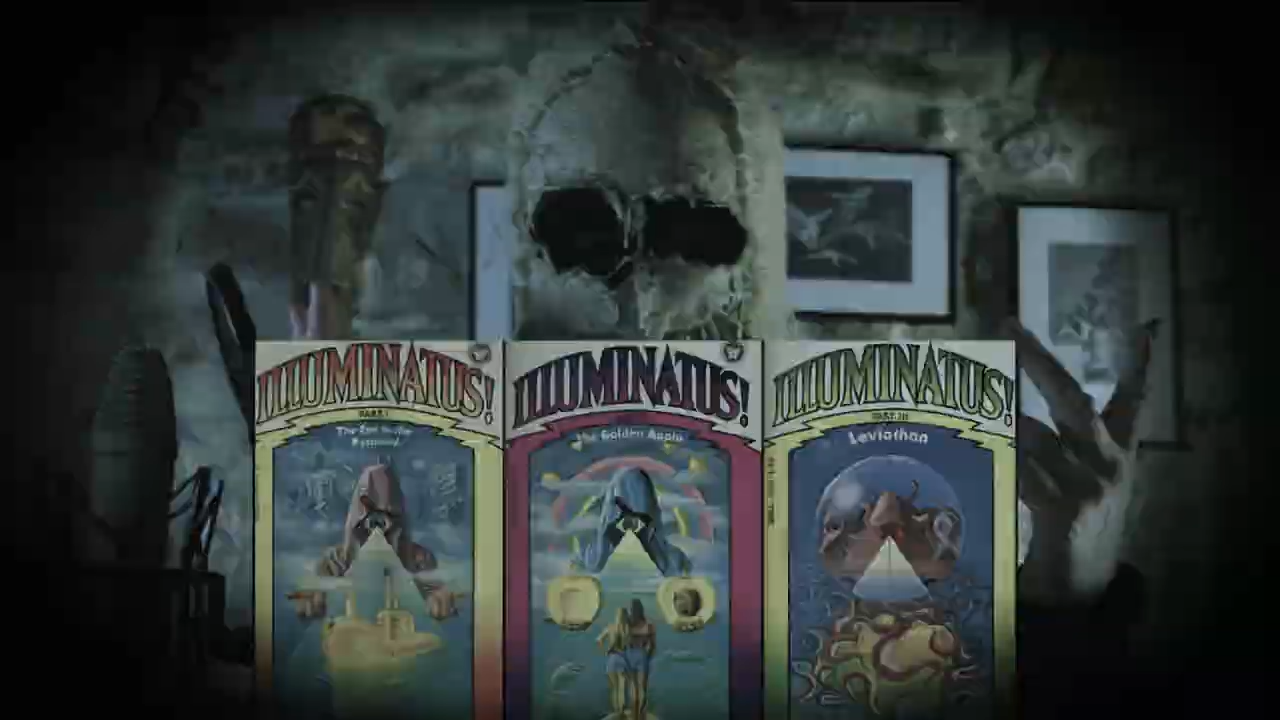 ILLUMINATUS!
PART I
The Eye in the
Pyramid
ILLUMINATUS!
The Golden Apple
ILLUMINATUS!
PART III
Leviathan